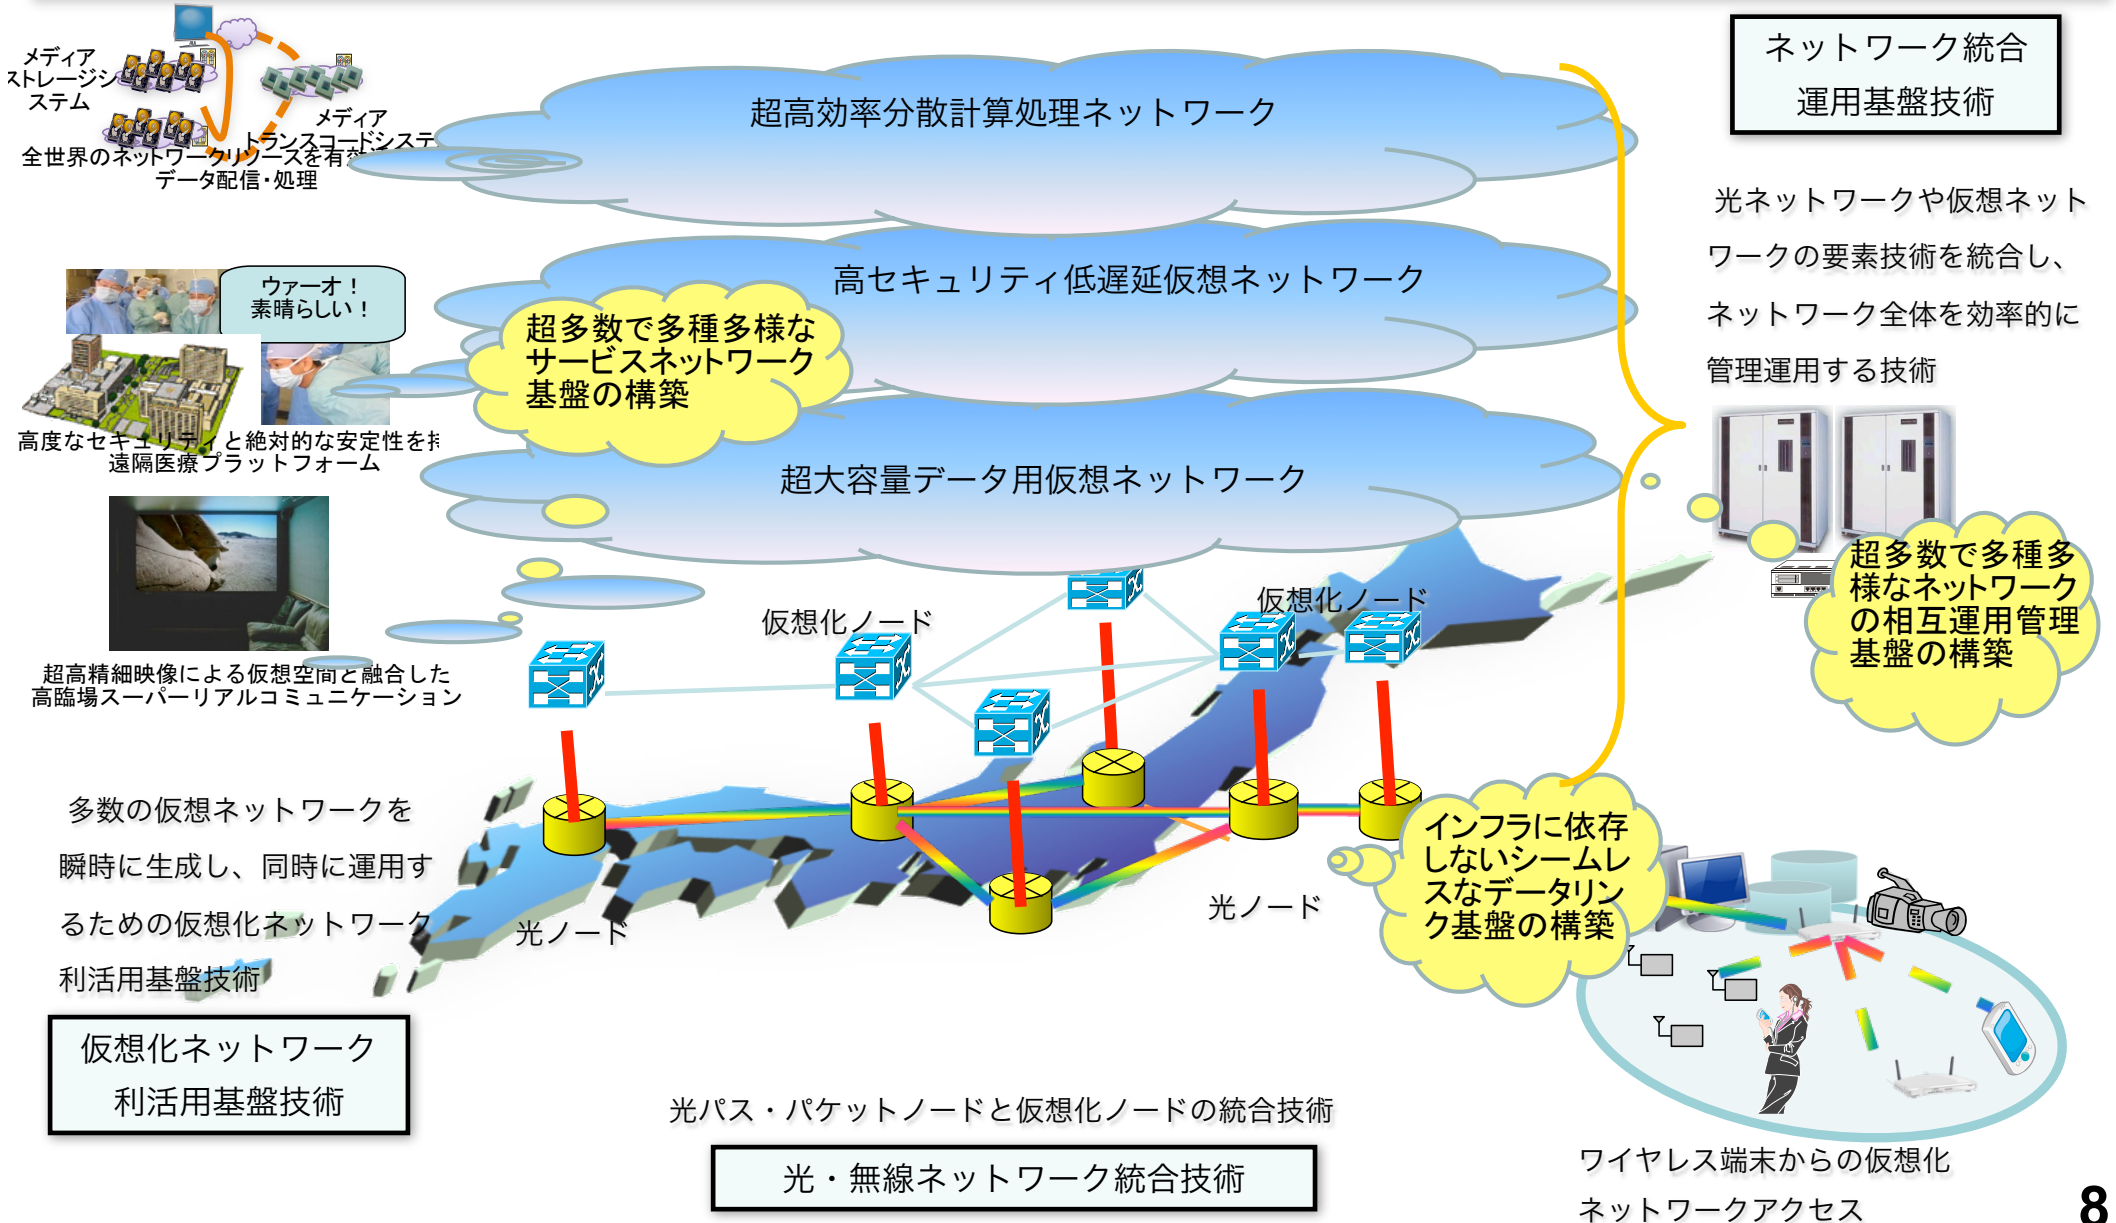 メディア
ストレージシ
ステム
メディア
トランスコードシステ
全世界のネットワークリソースを有効
データ配信・処理
超高効率分散計算処理ネットワーク
ネットワーク統合
運用基盤技術
光ネットワークや仮想ネット
ワークの要素技術を統合し、
ネットワーク全体を効率的に
管理運用する技術
ウァーオ！
素晴らしい！
高セキュリティ低遅延仮想ネットワーク
超多数で多種多様な
サービスネットワーク
基盤の構築
高度なセキュリティと絶対的な安定性を持
遠隔医療プラットフォーム
超大容量データ用仮想ネットワーク
超多数で多種多
様なネットワーク
の相互運用管理
基盤の構築
仮想化ノード
仮想化ノード
超高精細映像による仮想空間と融合した
高臨場スーパーリアルコミュニケーション
多数の仮想ネットワークを
瞬時に生成し、同時に運用す
るための仮想化ネットワーク
利活用基盤技術
インフラに依存
しないシームレ
スなデータリン
ク基盤の構築
光ノード
光ノード
仮想化ネットワーク
利活用基盤技術
光パス・パケットノードと仮想化ノードの統合技術
光・無線ネットワーク統合技術
ワイヤレス端末からの仮想化
ネットワークアクセス
8